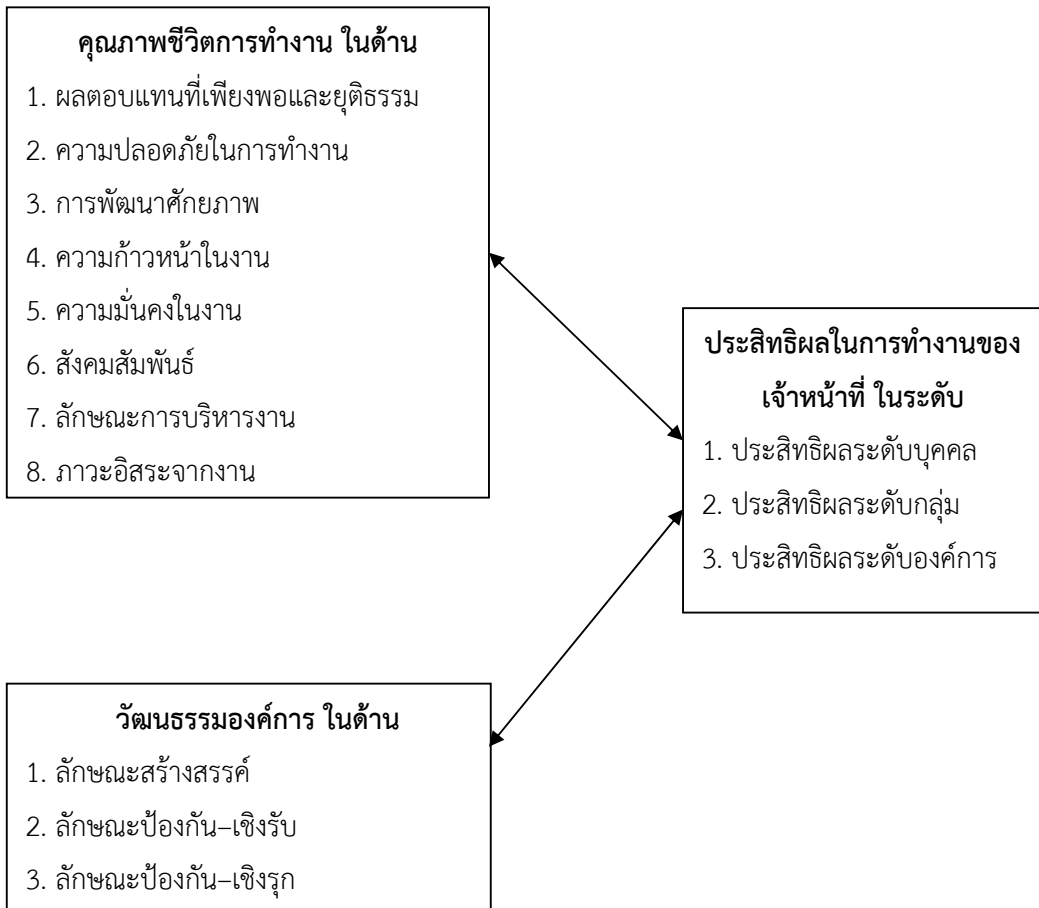 คุณภาพชีวิตการทำงาน ในด้าน
1. ผลตอบแทนที่เพียงพอและยุติธรรม
2. ความปลอดภัยในการทำงาน
3. การพัฒนาศักยภาพ
4. ความก้าวหน้าในงาน
5. ความมั่นคงในงาน
6. สังคมสัมพันธ์
7. ลักษณะการบริหารงาน
8. ภาวะอิสระจากงาน
ประสิทธิผลในการทำงานของ
เจ้าหน้าที่ ในระดับ
1. ประสิทธิผลระดับบุคคล
2. ประสิทธิผลระดับกลุ่ม
3. ประสิทธิผลระดับองค์การ
วัฒนธรรมองค์การ ในด้าน
1. ลักษณะสร้างสรรค์
2. ลักษณะป้องกัน–เชิงรับ
3. ลักษณะป้องกัน–เชิงรุก